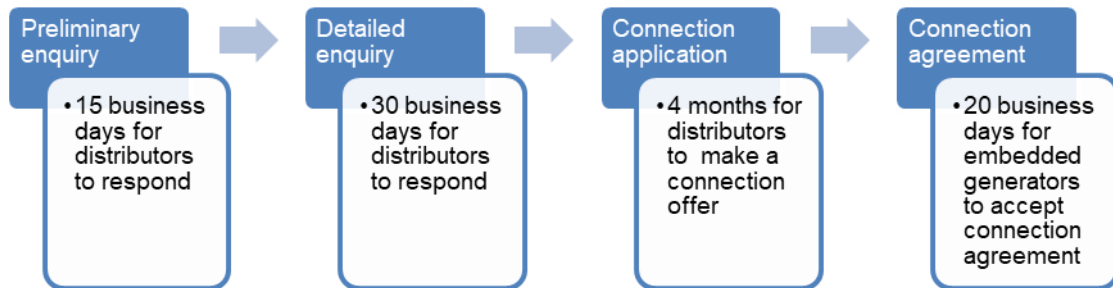 Preliminary
enquiry
• 15 business
days for
distributors
to respond
Detailed
enquiry
• 30 business
days for
distributors
to respond
Connection
application
• 4 months for
distributors
to make a
connection
offer
Connection
agreement
• 20 business
days for
embedded
generators
to accept
connection
agreement